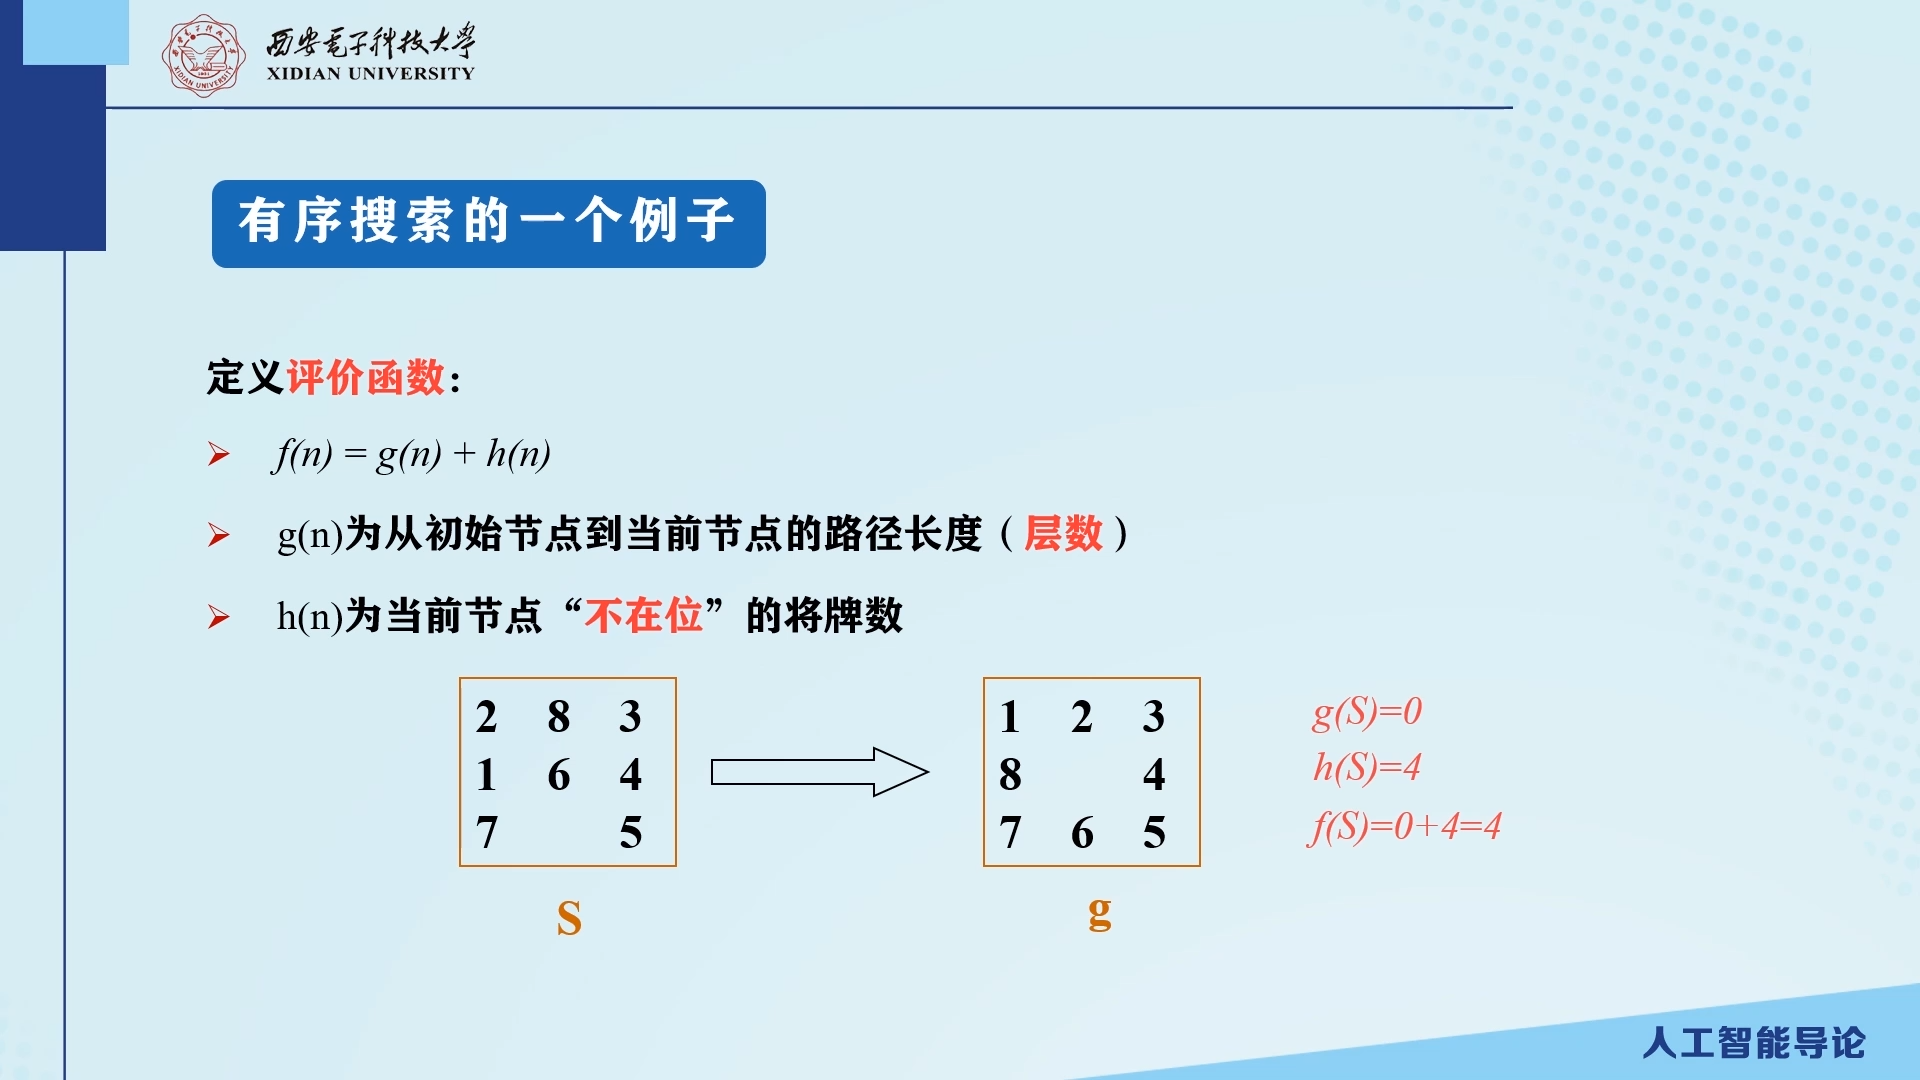 西安电子科技大学
XIDIAN UNIVERSITY
有序搜索的一个例子
定义评价函数：
f(n) = g(n) + h(n)
g(n)为从初始节点到当前节点的路径长度（层数）
h(n)为当前节点“不在位”的将牌数
2 8 3
1 6 4
7 5
S
1 2 3
8 4
7 6 5
g
g(S)=0
h(S)=4
f(S)=0+4=4
人工智能导论